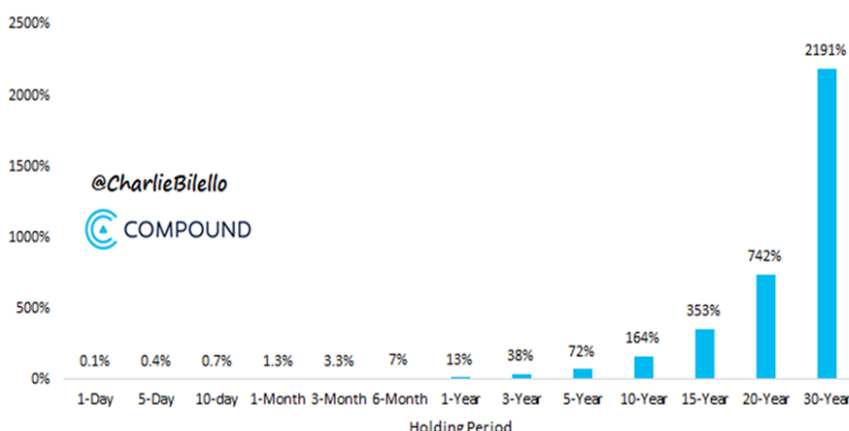 2500%
2191%
2000%
1500%
@CharlieBilello
COMPOUND
1000%
742%
500%
353%
164%
0.1% 0.4% 0.7% 1.3% 3.3% 7% 13% 38% 72%
0%
1-Day 5-Day 10-day 1-Month 3-Month 6-Month 1-Year 3-Year 5-Year 10-Year 15-Year 20-Year 30-Year
Holding Period